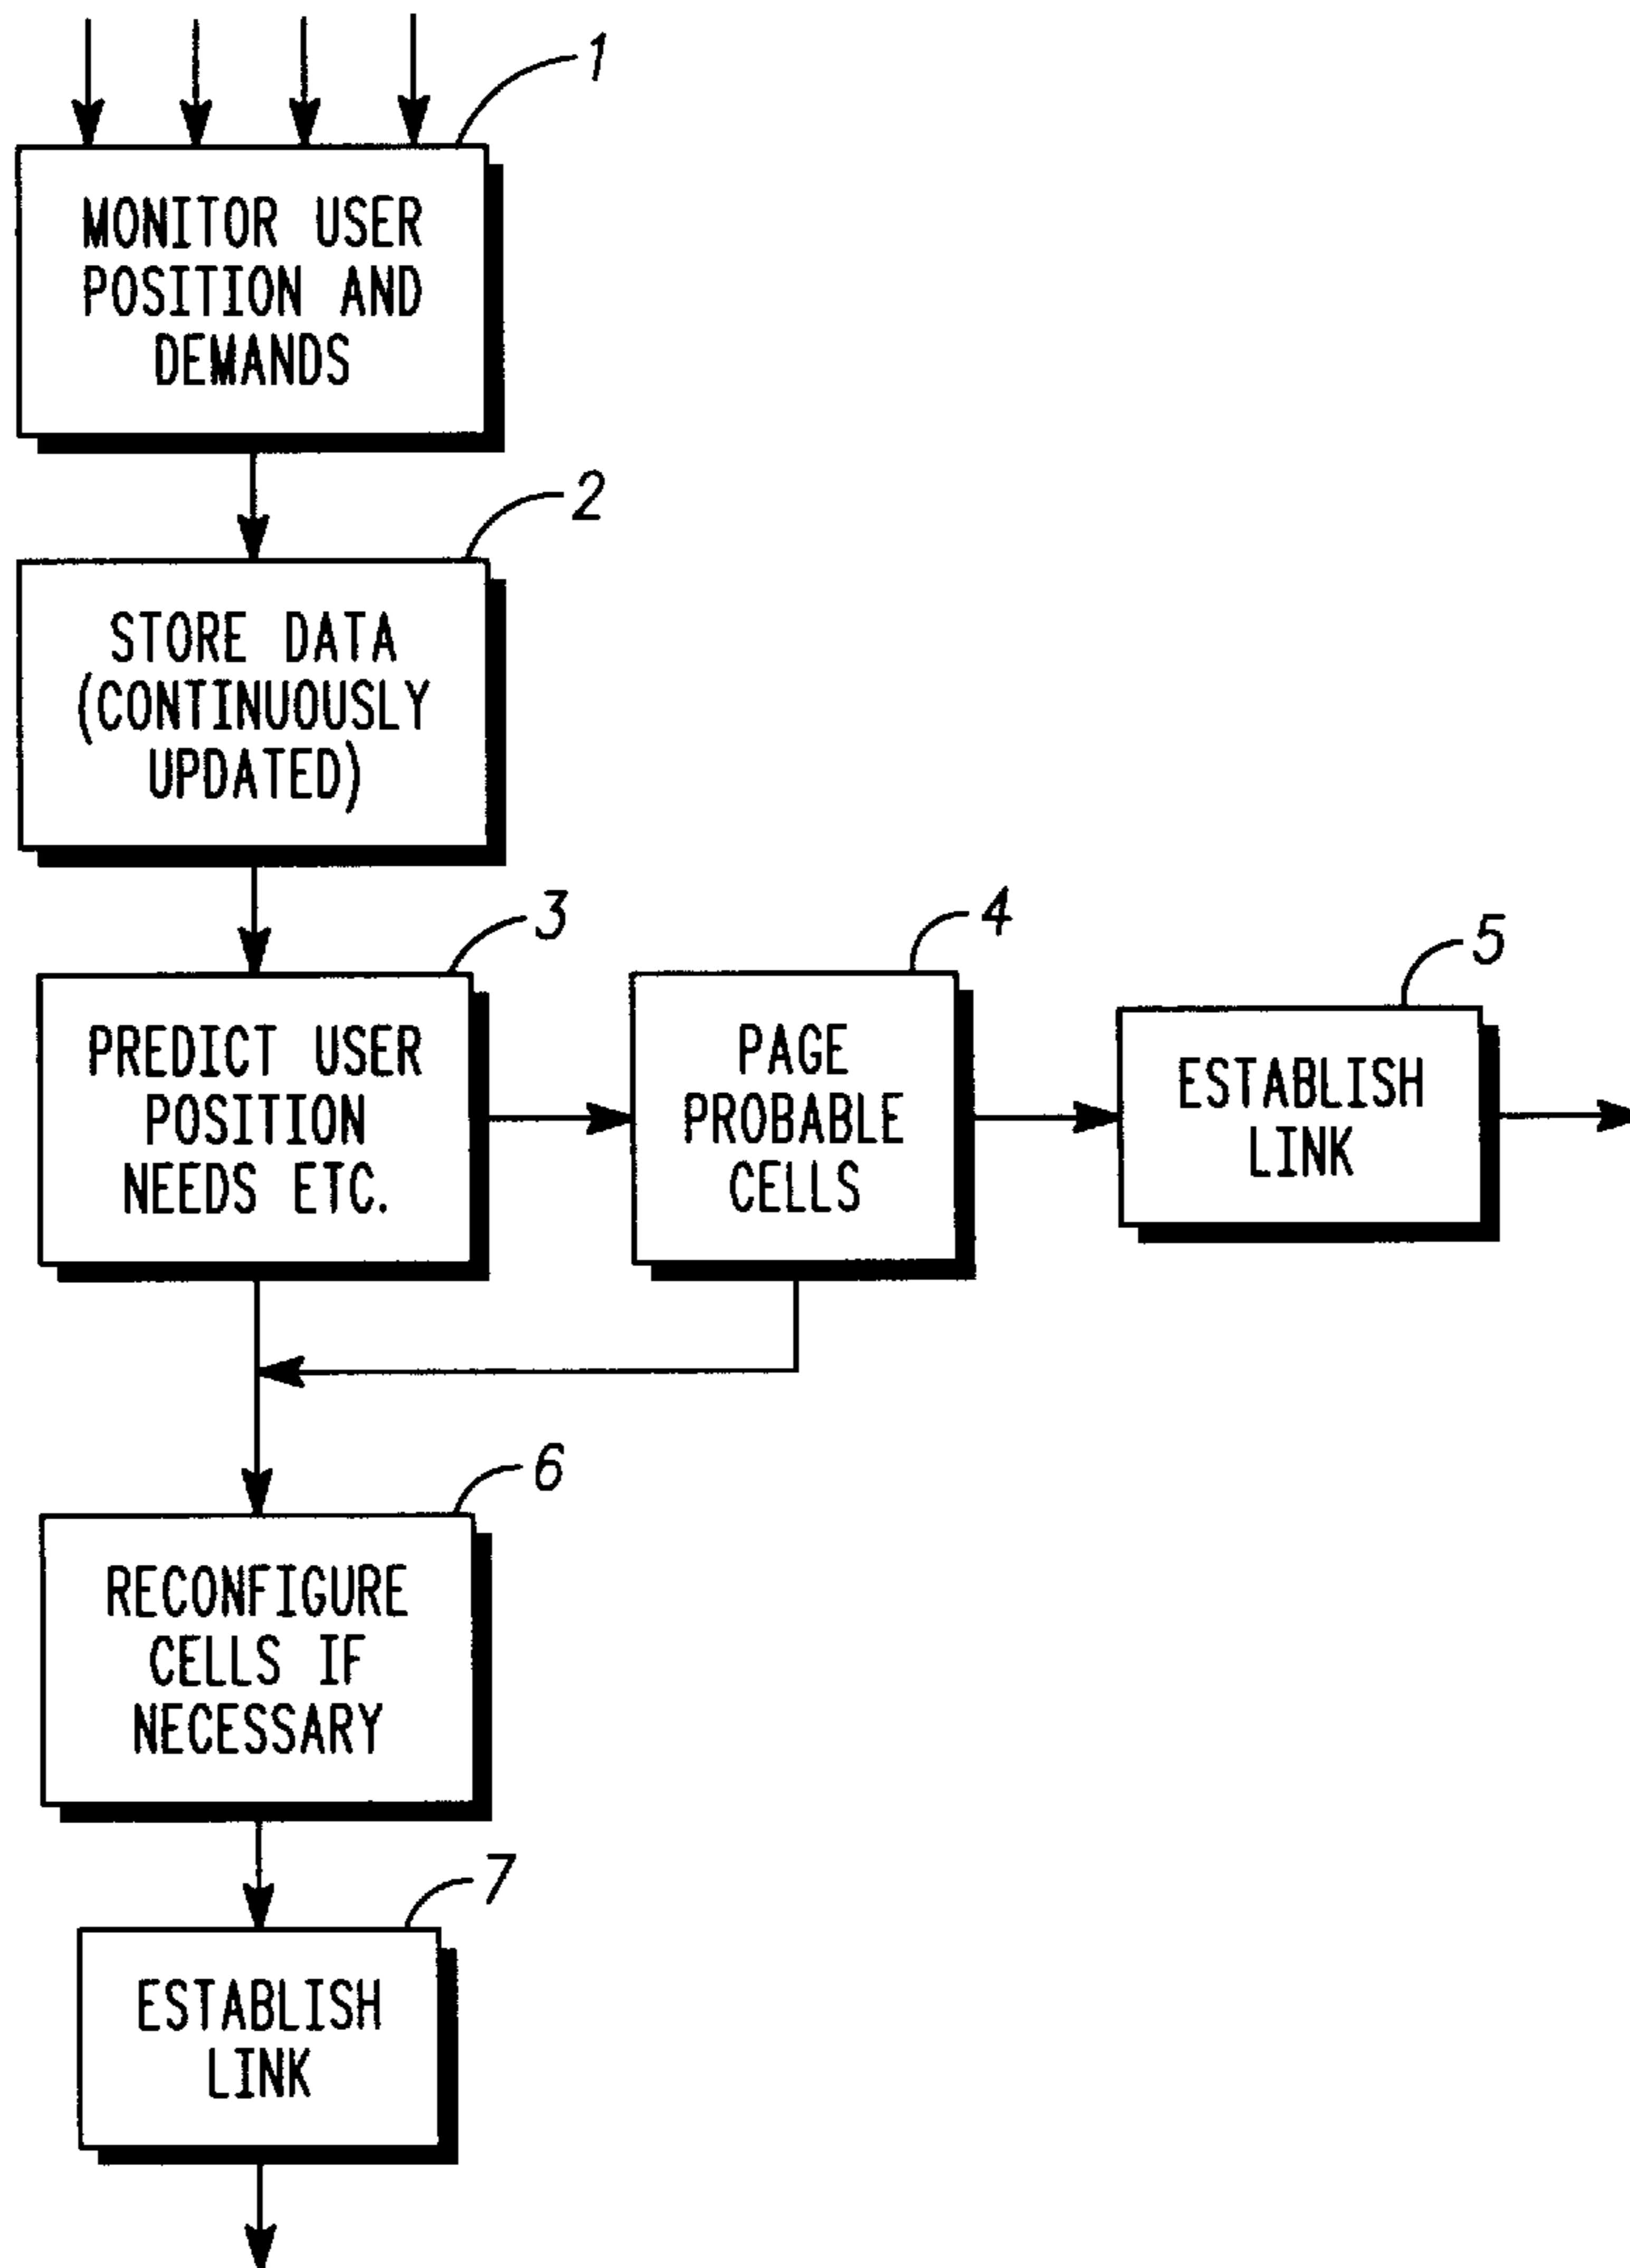 1
MONITOR USER
POSITION AND
DEMANDS
2
STORE DATA
(CONTINUOUSLY
UPDATED)
3
PREDICT USER
POSITION
NEEDS ETC.
4
PAGE
PROBABLE
CELLS
5
ESTABLISH
LINK
6
RECONFIGURE
CELLS IF
NECESSARY
7
ESTABLISH
LINK